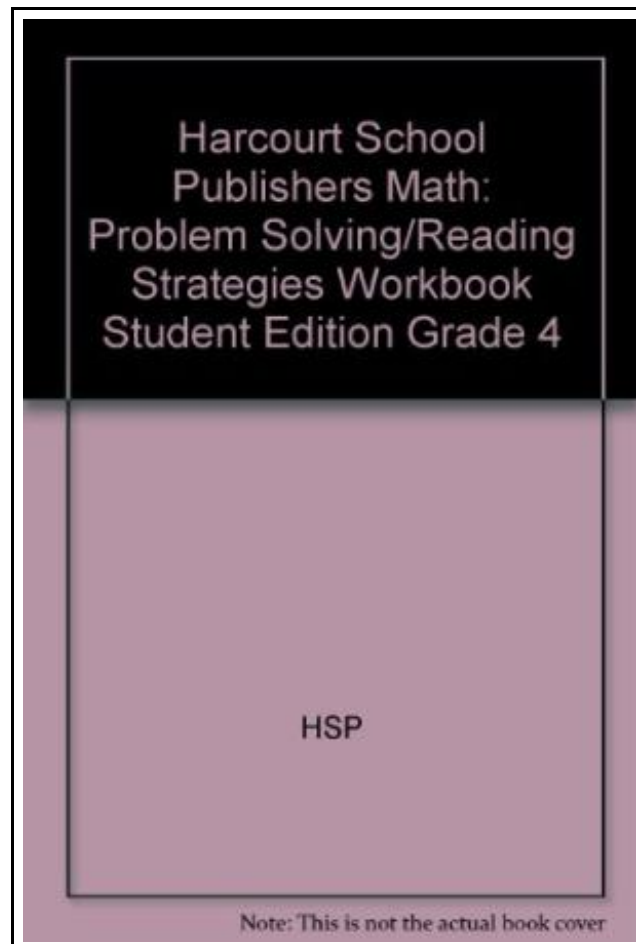 Harcourt School
Publishers Math:
Problem Solving/Reading
Strategies Workbook
Student Edition Grade 4
HSP
Note: This is not the actual book cover